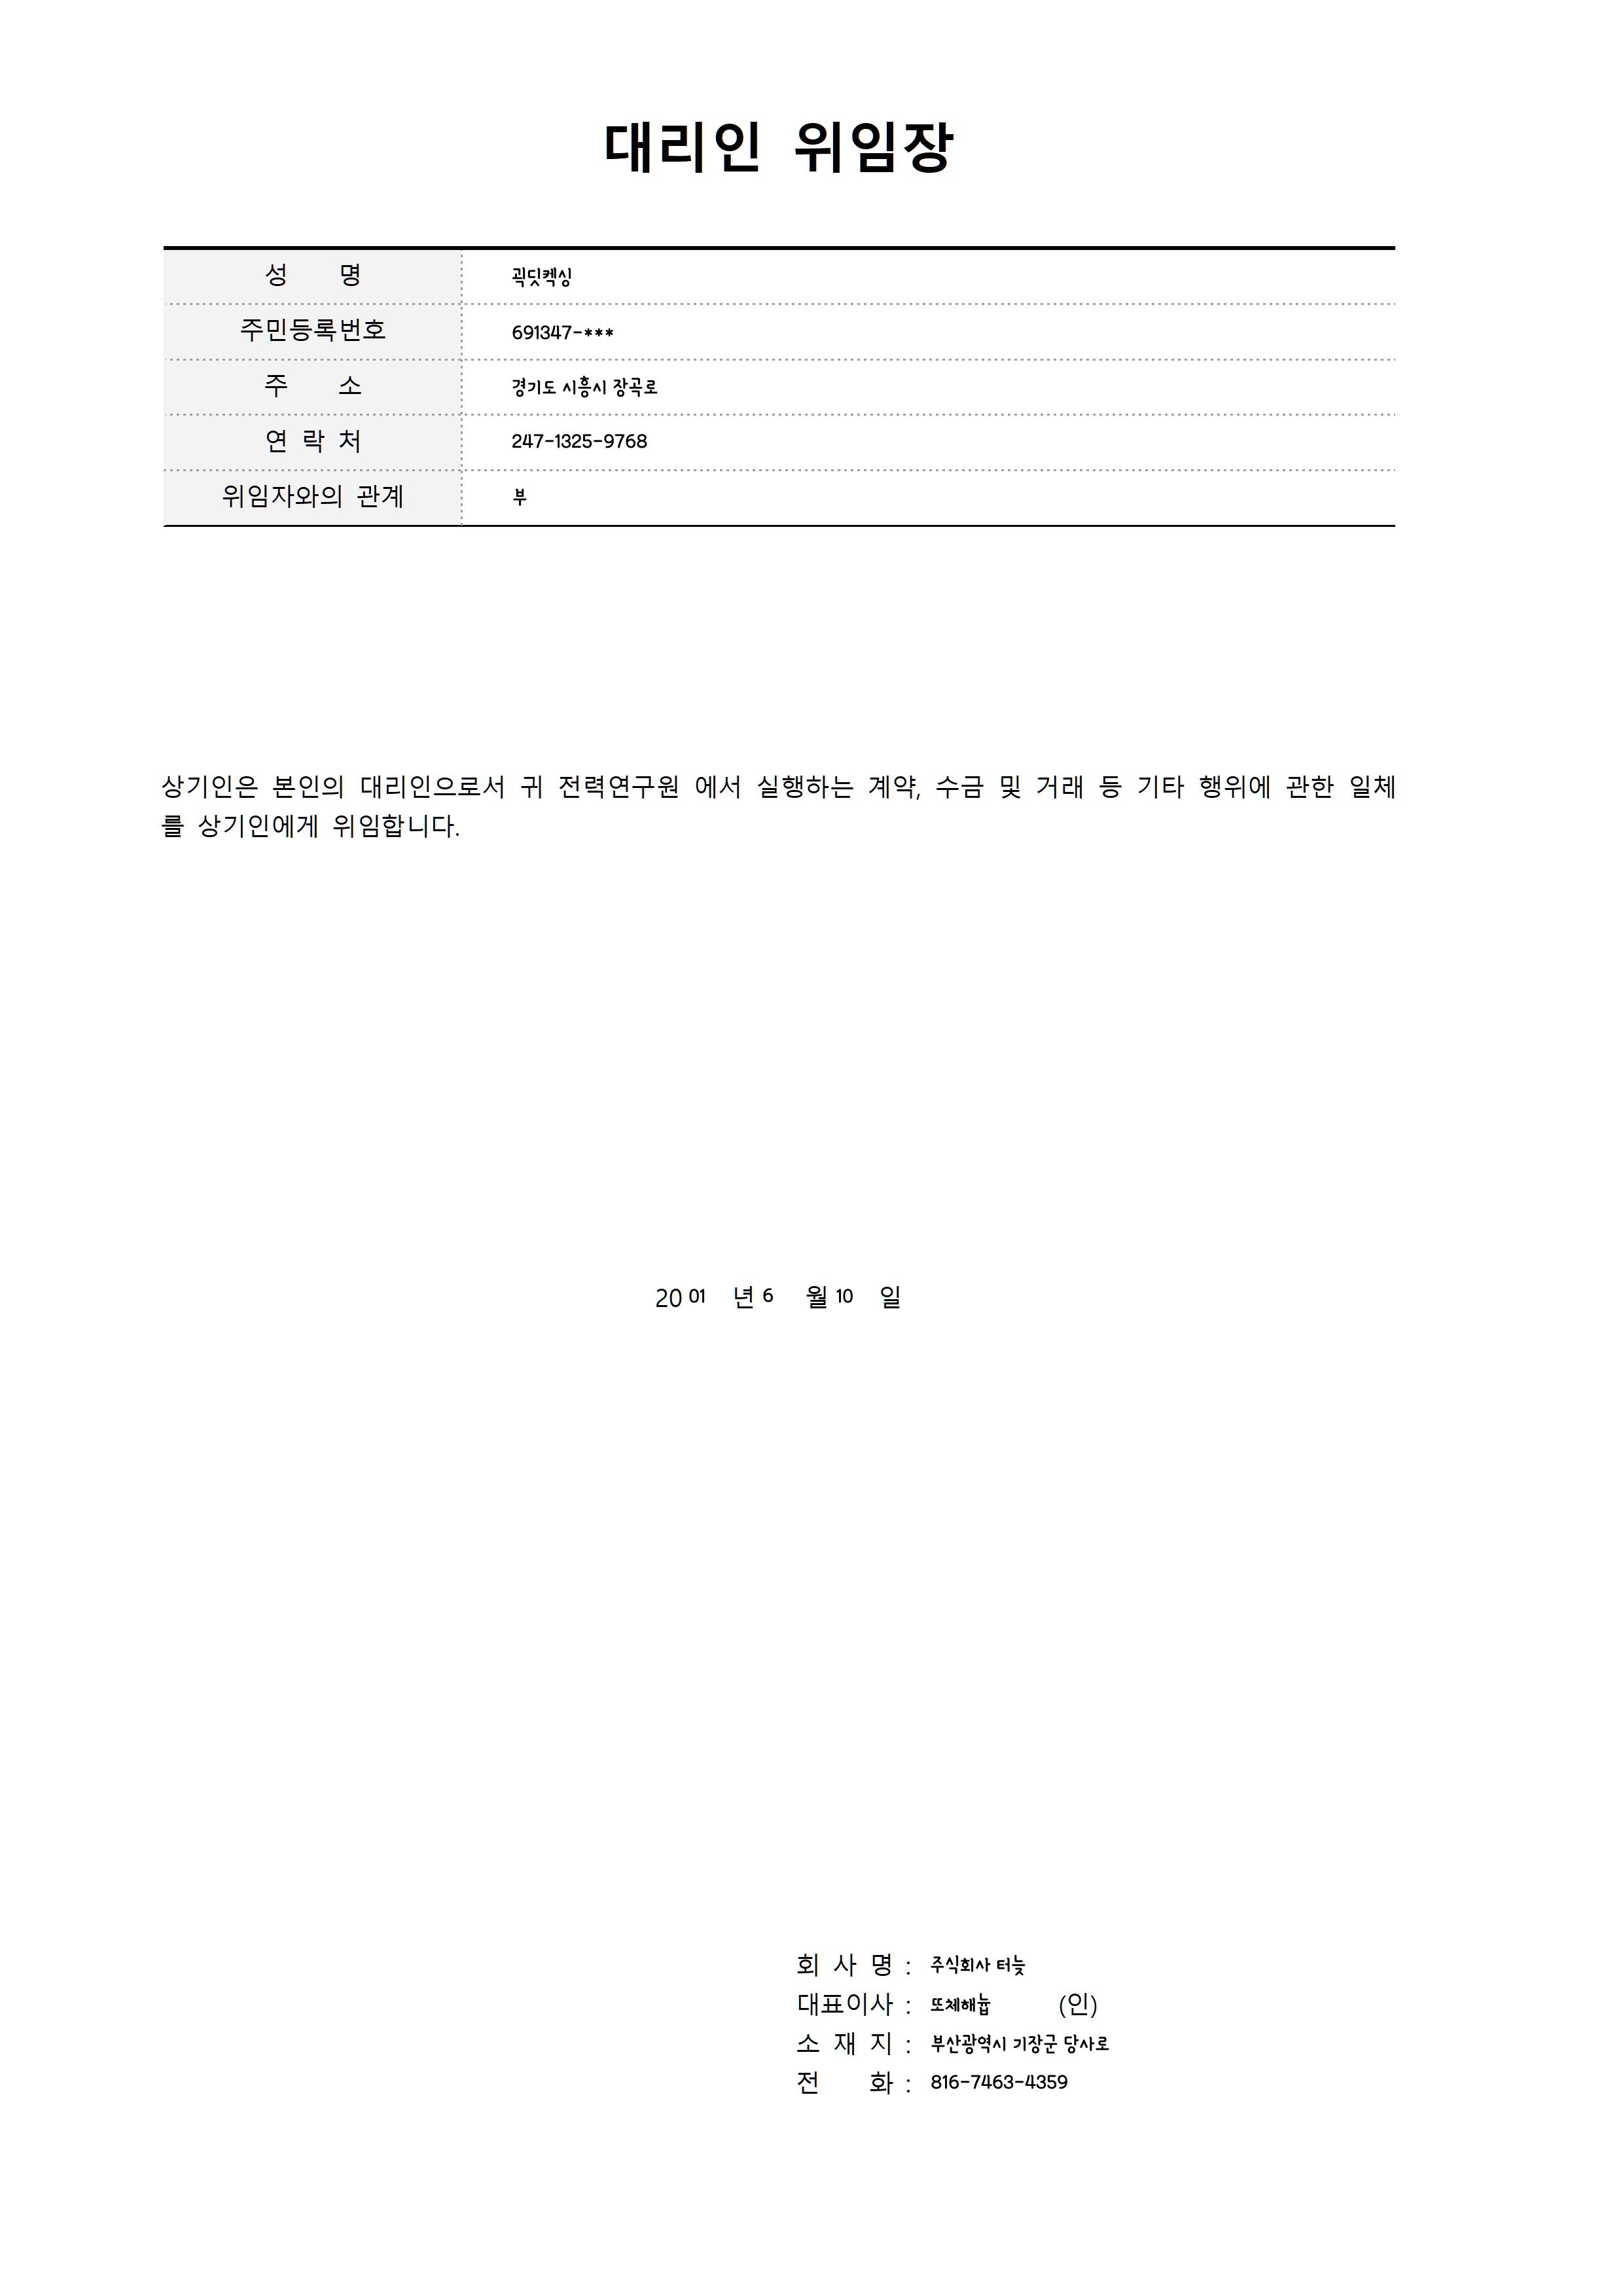 대리인 위임장
성 명 괵딧켁싱
주민등록번호 691347-***
주 소 경기도 시흥시 장곡로
연 락 처 247-1325-9768
위임자와의 관계 부
상기인은 본인의 대리인으로서 귀 전력연구원 에서 실행하는 계약, 수금 및 거래 등 기타 행위에 관한 일체
를 상기인에게 위임합니다.
20 01 년 6 월 10 일
회 사 명 : 주식회사 터늦
대표이사 : 또체해늡 (인)
소 재 지 : 부산광역시 기장군 당사로
전 화 : 816-7463-4359